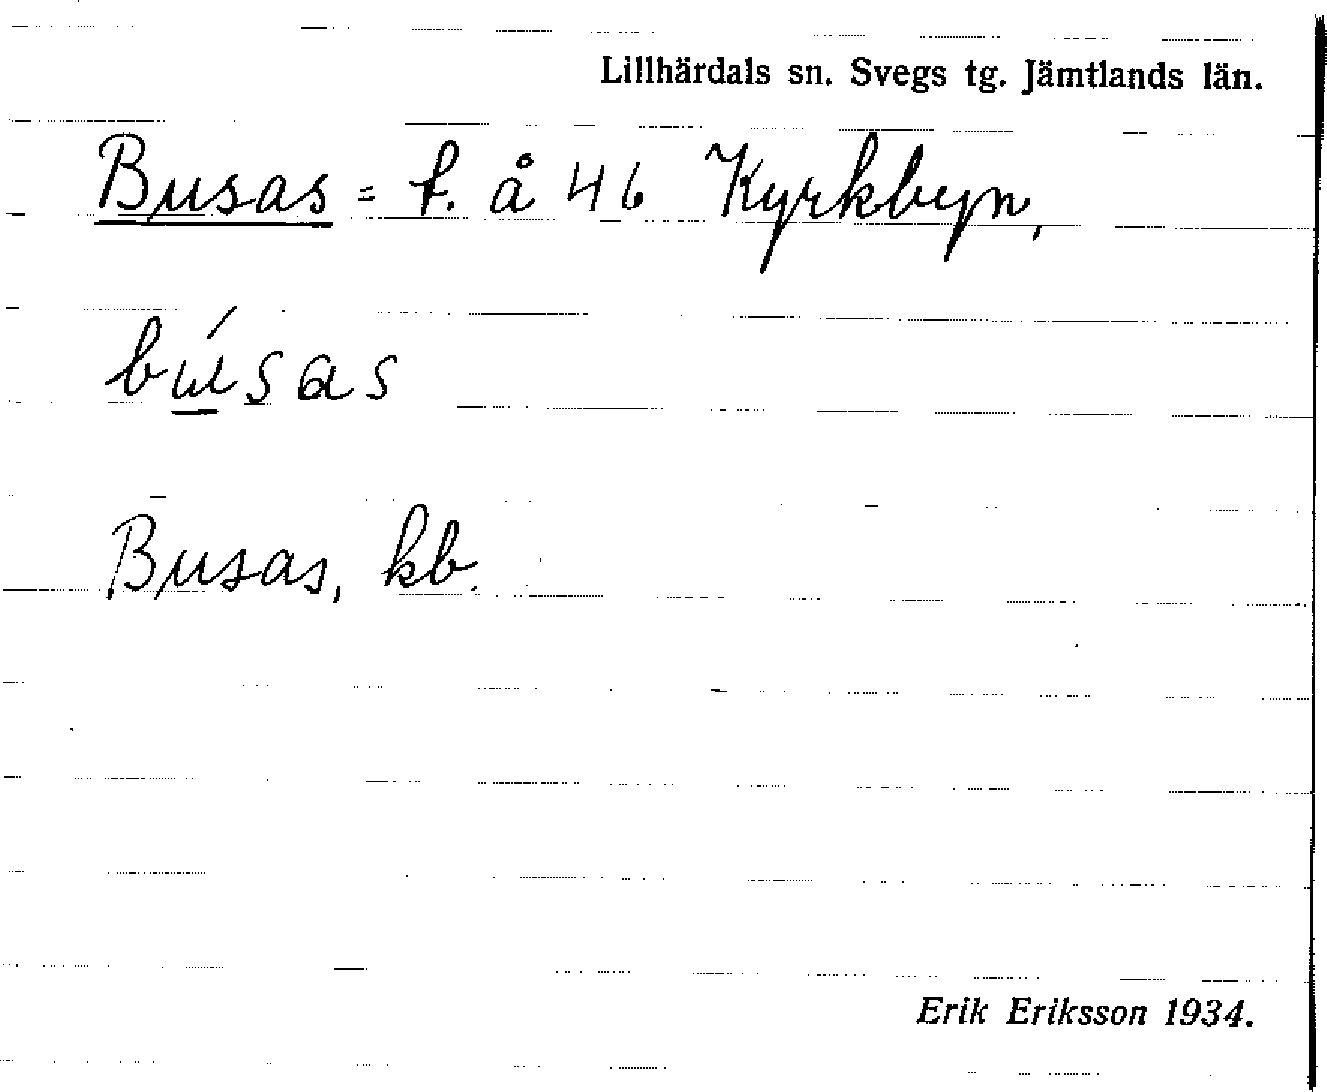 Lillhärdals sn. Svegs tg. Jämtlands län.
Busas = f. å 46 Kyrkbyn,
búsas
Busas, kb.
Erik Eriksson 1934.